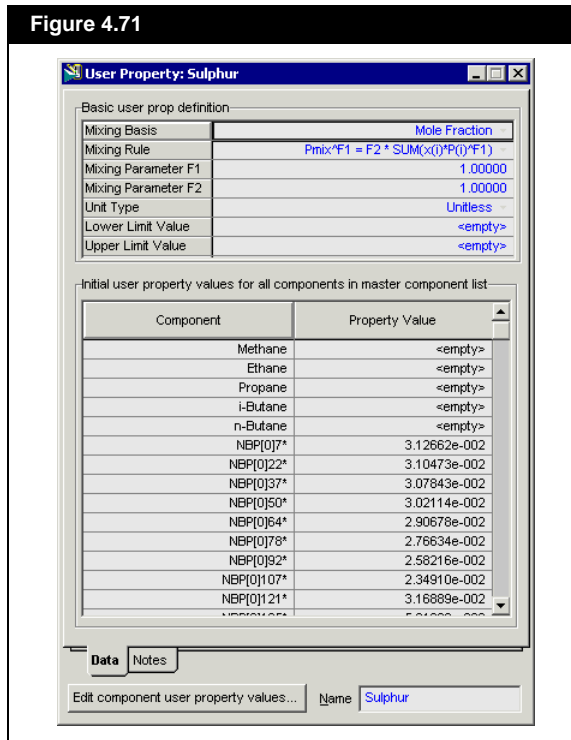 Figure 4.71
User Property: Sulphur
Basic user prop definition
Mixing Basis Mole Fraction
Mixing Rule Pmix^F1 = F2 * SUM(x(i)*P(i)^F1)
Mixing Parameter F1 1.00000
Mixing Parameter F2 1.00000
Unit Type Unitless
Lower Limit Value <empty>
Upper Limit Value <empty>
Initial user property values for all components in master component list
Component Property Value
Methane <empty>
Ethane <empty>
Propane <empty>
i-Butane <empty>
n-Butane <empty>
NBP[0]7* 3.12662e-002
NBP[0]22* 3.10473e-002
NBP[0]37* 3.07843e-002
NBP[0]50* 3.02114e-002
NBP[0]64* 2.90678e-002
NBP[0]78* 2.76634e-002
NBP[0]92* 2.58216e-002
NBP[0]107* 2.34910e-002
NBP[0]121* 3.16889e-002
Data Notes
Edit component user property values... Name Sulphur